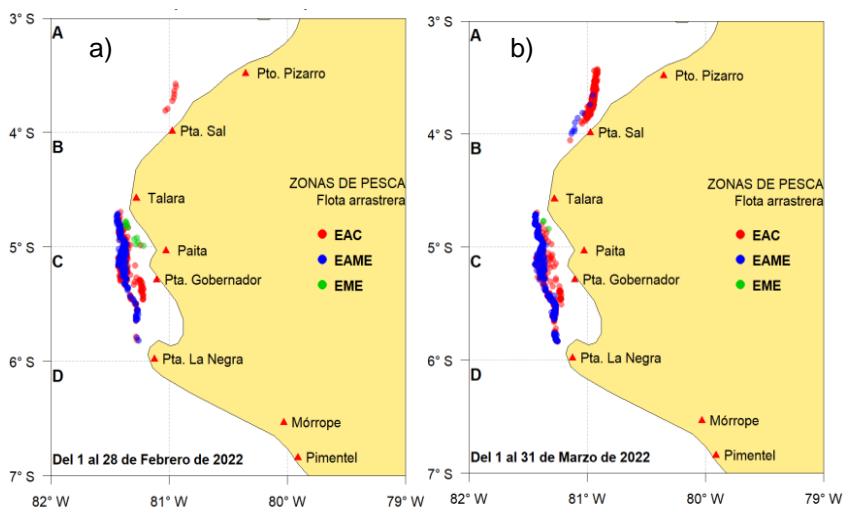 a)
3° S
A
Pto. Pizarro
Pta. Sal
4° S
B
ZONAS DE PESCA
Flota arrastrera
Talara
EAC
5° S
Paita
C
EAME
Pta. Gobernador
EME
6° S
Pta. La Negra
D
Mórrope
Del 1 al 28 de Febrero de 2022
Pimentel
7° S
82° W
81° W
80° W
79° W
b)
3° S
A
Pto. Pizarro
Pta. Sal
4° S
B
ZONAS DE PESCA
Flota arrastrera
Talara
EAC
5° S
Paita
C
EAME
Pta. Gobernador
EME
6° S
Pta. La Negra
D
Mórrope
Del 1 al 31 de Marzo de 2022
Pimentel
7° S
82° W
81° W
80° W
79° W